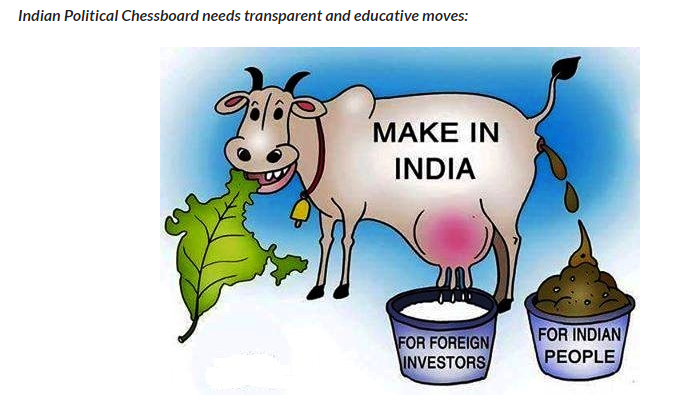 Indian Political Chessboard needs transparent and educative moves:
MAKE IN
INDIA
FOR FOREIGN
INVESTORS
FOR INDIAN
PEOPLE